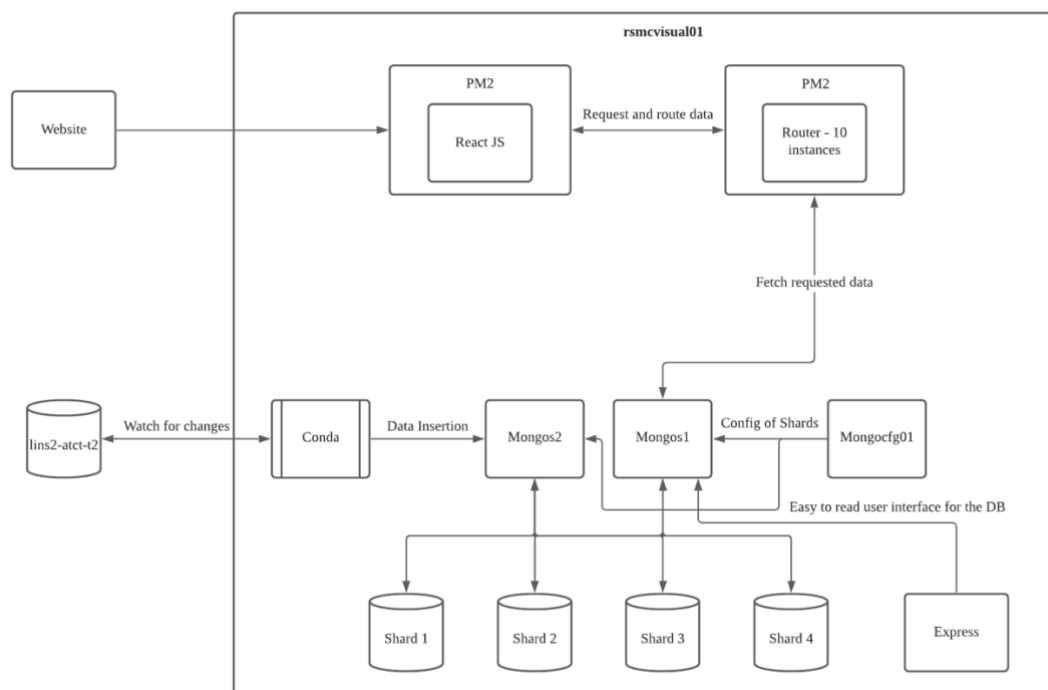 rsmcvisual01
PM2
PM2
Website
React JS
Request and route data
Router - 10
instances
Fetch requested data
lins2-atct-t2
Watch for changes
Conda
Data Insertion
Mongos2
Mongos1
Config of Shards
Mongocfg01
Easy to read user interface for the DB
Shard 1
Shard 2
Shard 3
Shard 4
Express